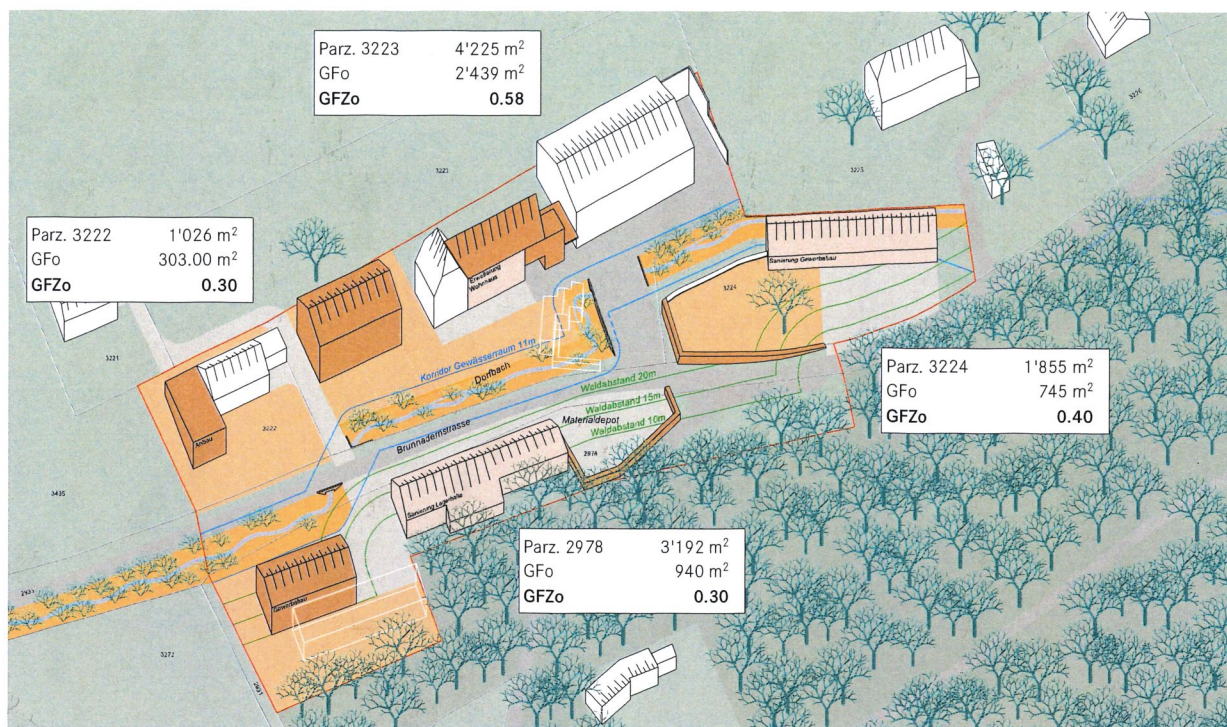 Parz. 3223 4'225 m²
GFo 2'439 m²
GFZo 0.58
3226
3223
3225
Parz. 3222 1'026 m²
GFo 303.00 m²
GFZo 0.30
3221
Sanierung Gewerbebau
Erweiterung
Wohnhaus
3224
Korridor Gewässerraum 11m
Dorfbach
Parz. 3224 1'855 m²
GFo 745 m²
GFZo 0.40
Waldabstand 20m
Waldabstand 15m
Waldabstand 10m
Materialdepot
Anbau
3222
Brunnadernstrasse
2974
3435
Sanierung Lagerhalle
Parz. 2978 3'192 m²
GFo 940 m²
GFZo 0.30
Gewerbebau
3272